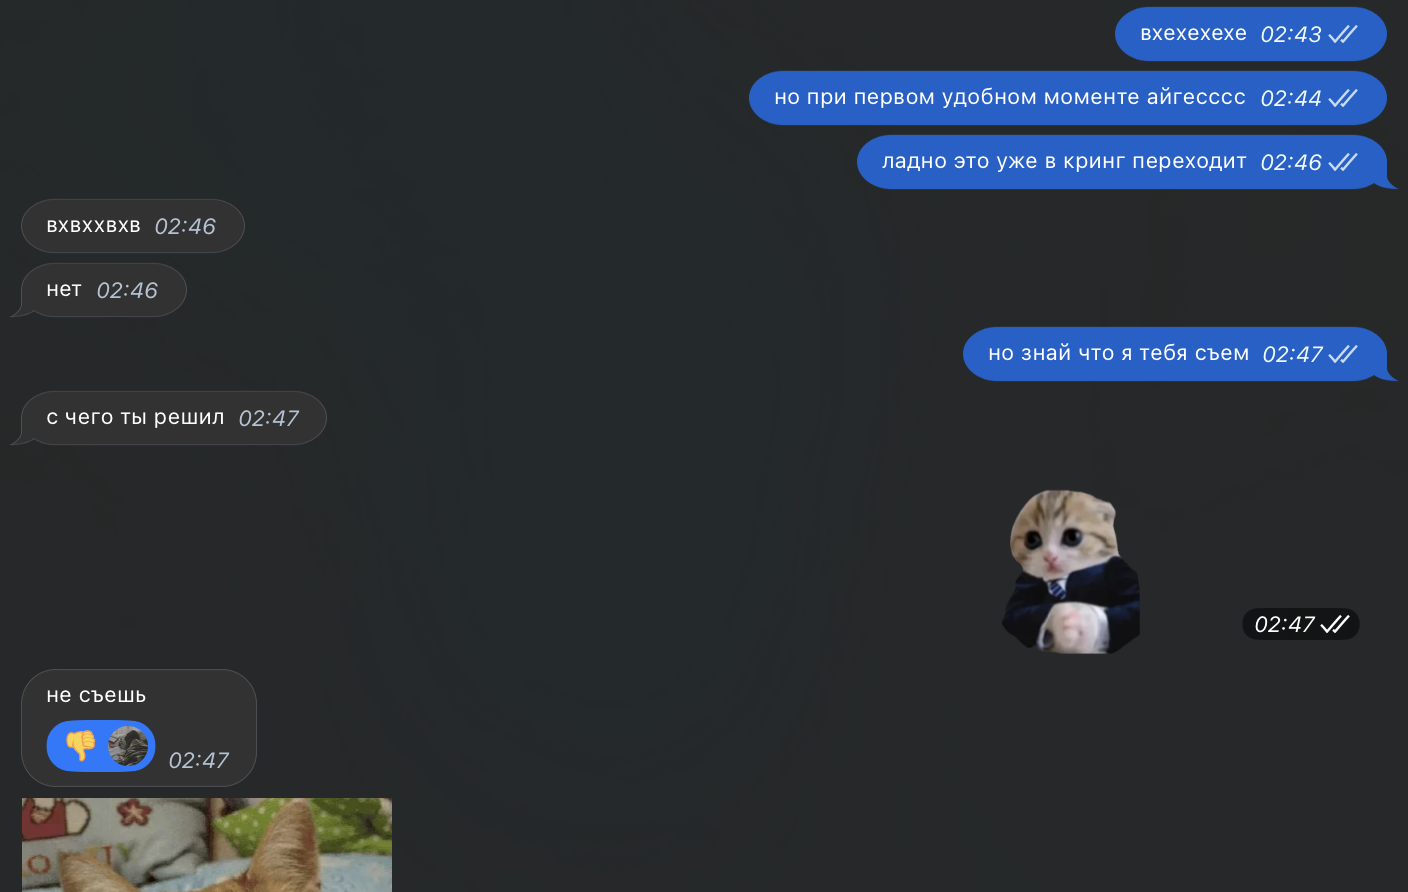 вхехехехе 02:43
но при первом удобном моменте айгесссс 02:44
ладно это уже в кринг переходит 02:46
вхвххвхв 02:46
нет 02:46
но знай что я тебя съем 02:47
с чего ты решил 02:47
02:47
не съешь
02:47